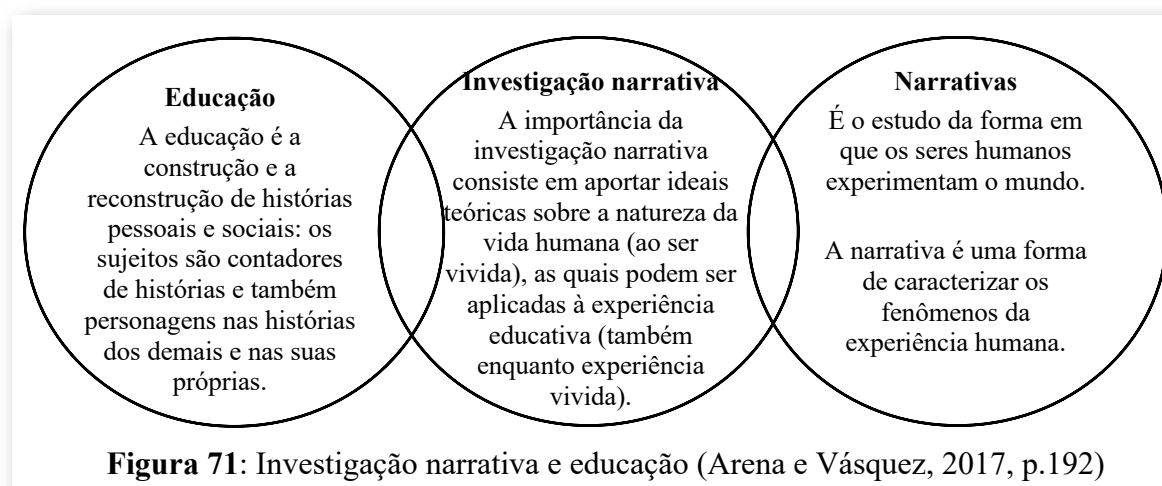 Educação
A educação é a
construção e a
reconstrução de histórias
pessoais e sociais: os
sujeitos são contadores
de histórias e também
personagens nas histórias
dos demais e nas suas
próprias.
Investigação narrativa
A importância da
investigação narrativa
consiste em aportar ideais
teóricas sobre a natureza da
vida humana (ao ser
vivida), as quais podem ser
aplicadas à experiência
educativa (também
enquanto experiência
vivida).
Narrativas
É o estudo da forma em
que os seres humanos
experimentam o mundo.
A narrativa é uma forma
de caracterizar os
fenômenos da
experiência humana.
Figura 71: Investigação narrativa e educação (Arena e Vásquez, 2017, p.192)